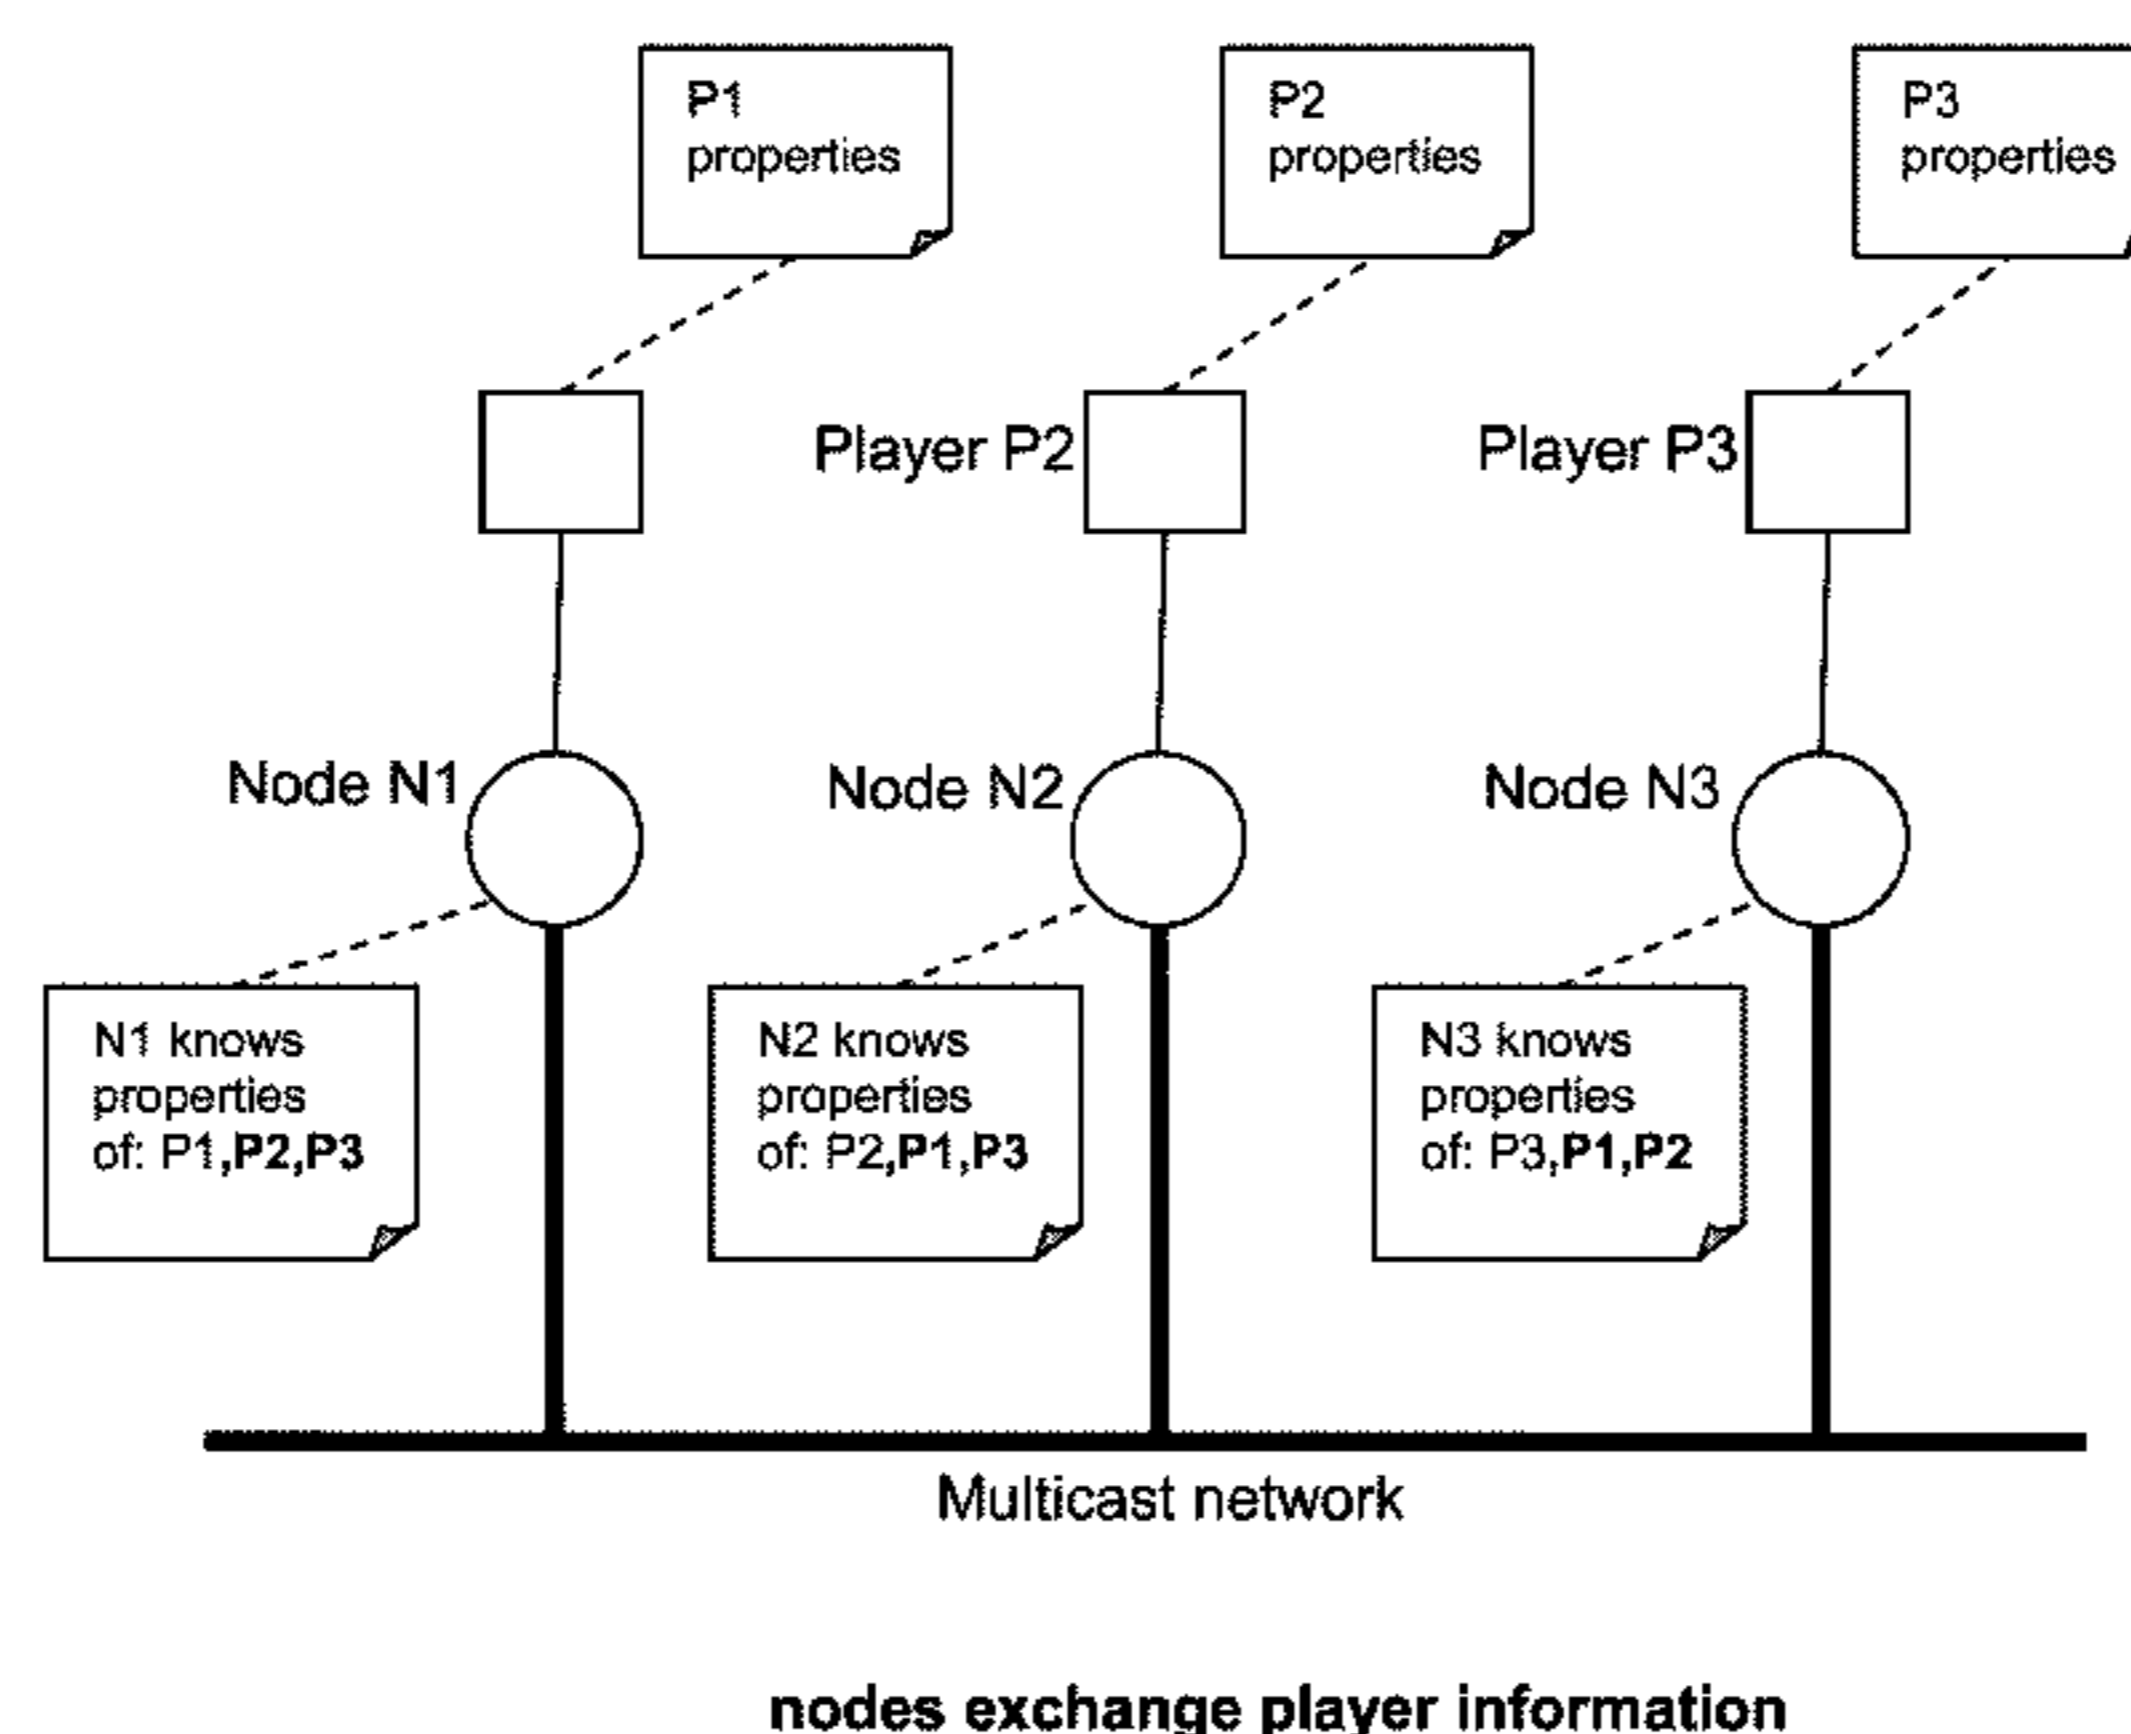 P1
properties
P2
properties
P3
properties
Player P2
Player P3
Node N1
Node N2
Node N3
N1 knows
properties
of: P1,P2,P3
N2 knows
properties
of: P2,P1,P3
N3 knows
properties
of: P3,P1,P2
Multicast network
nodes exchange player information